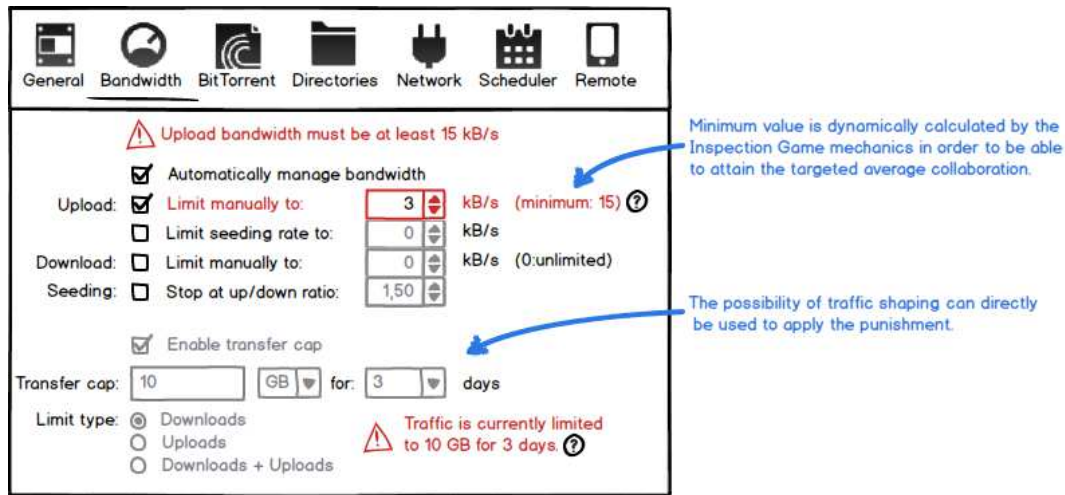 General Bandwidth BitTorrent Directories Network Scheduler Remote
Upload bandwidth must be at least 15 kB/s
Automatically manage bandwidth
Upload: Limit manually to: 3 kB/s (minimum: 15) ?
Limit seeding rate to: 0 kB/s
Download: Limit manually to: 0 kB/s (0:unlimited)
Seeding: Stop at up/down ratio: 1,50
Enable transfer cap
Transfer cap: 10 GB for: 3 days
Limit type: Downloads
Uploads
Downloads + Uploads
Traffic is currently limited
to 10 GB for 3 days. ?
Minimum value is dynamically calculated by the
Inspection Game mechanics in order to be able
to attain the targeted average collaboration.
The possibility of traffic shaping can directly
be used to apply the punishment.